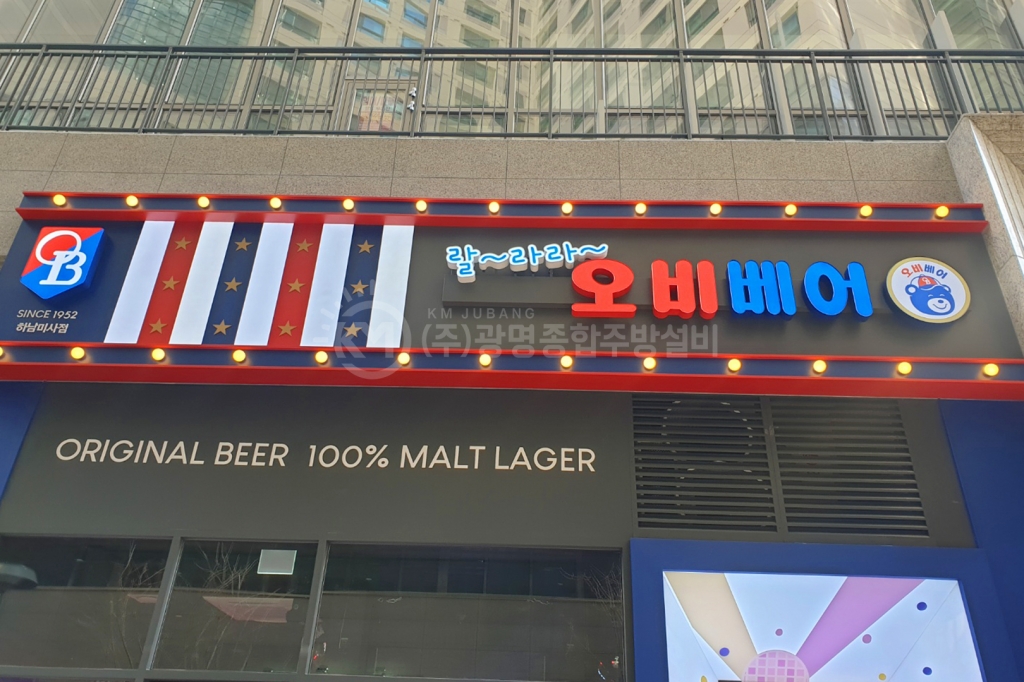 OB
SINCE 1952
하남미사점
랄~라라~
오비베어
오비베어
KM JUBANG
(주)광명종합주방설비
KM
ORIGINAL BEER 100% MALT LAGER